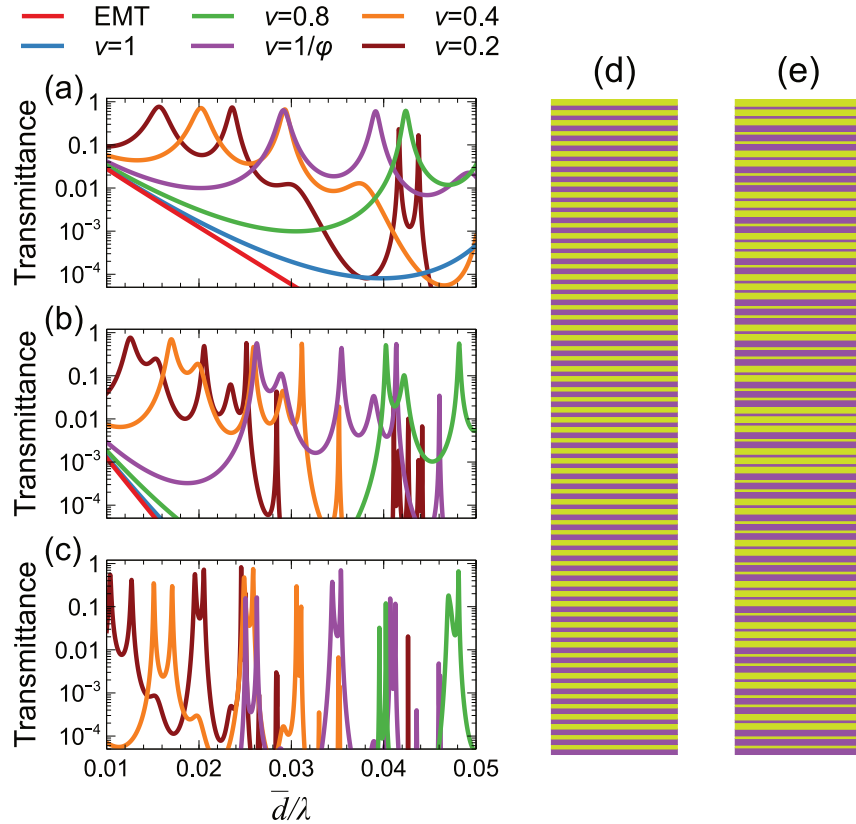 EMT ν=0.8 ν=0.4
ν=1 ν=1/φ ν=0.2
(a)
Transmittance
1
0.1
0.01
10⁻³
10⁻⁴
(b)
Transmittance
1
0.1
0.01
10⁻³
10⁻⁴
(c)
Transmittance
1
0.1
0.01
10⁻³
10⁻⁴
0.01 0.02 0.03 0.04 0.05
d̅/λ
(d) (e)